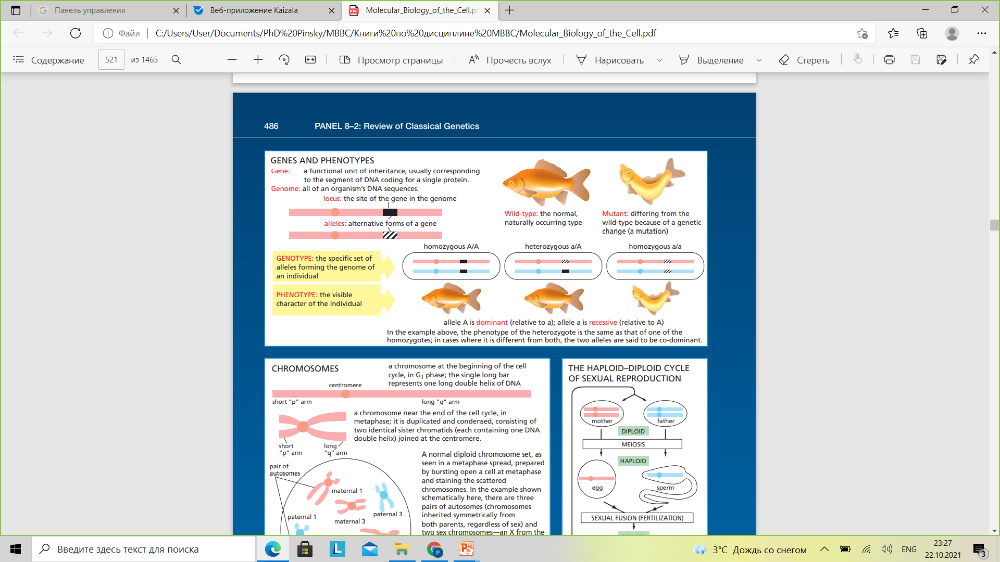 Панель управления
Веб-приложение Kaizala
Molecular_Biology_of_the_Cell.p
Файл
C:/Users/User/Documents/PhD%20Pinsky/MBBC/Книги%20по%20дисциплине%20MBBC/Molecular_Biology_of_the_Cell.pdf
Содержание
521
из 1465
Просмотр страницы
Прочесть вслух
Нарисовать
Выделение
Стереть
486
PANEL 8–2: Review of Classical Genetics
GENES AND PHENOTYPES
Gene: a functional unit of inheritance, usually corresponding
to the segment of DNA coding for a single protein.
Genome: all of an organism's DNA sequences.
locus: the site of the gene in the genome
alleles: alternative forms of a gene
Wild-type: the normal,
naturally occurring type
Mutant: differing from the
wild-type because of a genetic
change (a mutation)
homozygous A/A
heterozygous a/A
homozygous a/a
GENOTYPE: the specific set of
alleles forming the genome of
an individual
PHENOTYPE: the visible
character of the individual
allele A is dominant (relative to a); allele a is recessive (relative to A)
In the example above, the phenotype of the heterozygote is the same as that of one of the
homozygotes; in cases where it is different from both, the two alleles are said to be co-dominant.
CHROMOSOMES
a chromosome at the beginning of the cell
cycle, in G1 phase; the single long bar
represents one long double helix of DNA
centromere
short “p” arm
long “q” arm
a chromosome near the end of the cell cycle, in
metaphase; it is duplicated and condensed, consisting of
two identical sister chromatids (each containing one DNA
double helix) joined at the centromere.
short
“p” arm
long
“q” arm
pair of
autosomes
maternal 1
paternal 3
paternal 1
maternal 3
A normal diploid chromosome set, as
seen in a metaphase spread, prepared
by bursting open a cell at metaphase
and staining the scattered
chromosomes. In the example shown
schematically here, there are three
pairs of autosomes (chromosomes
inherited symmetrically from
both parents, regardless of sex) and
two sex chromosomes—an X from the
THE HAPLOID–DIPLOID CYCLE
OF SEXUAL REPRODUCTION
mother
father
DIPLOID
MEIOSIS
HAPLOID
egg
sperm
SEXUAL FUSION (FERTILIZATION)
Введите здесь текст для поиска
3°C Дождь со снегом
ENG
23:27
22.10.2021
3